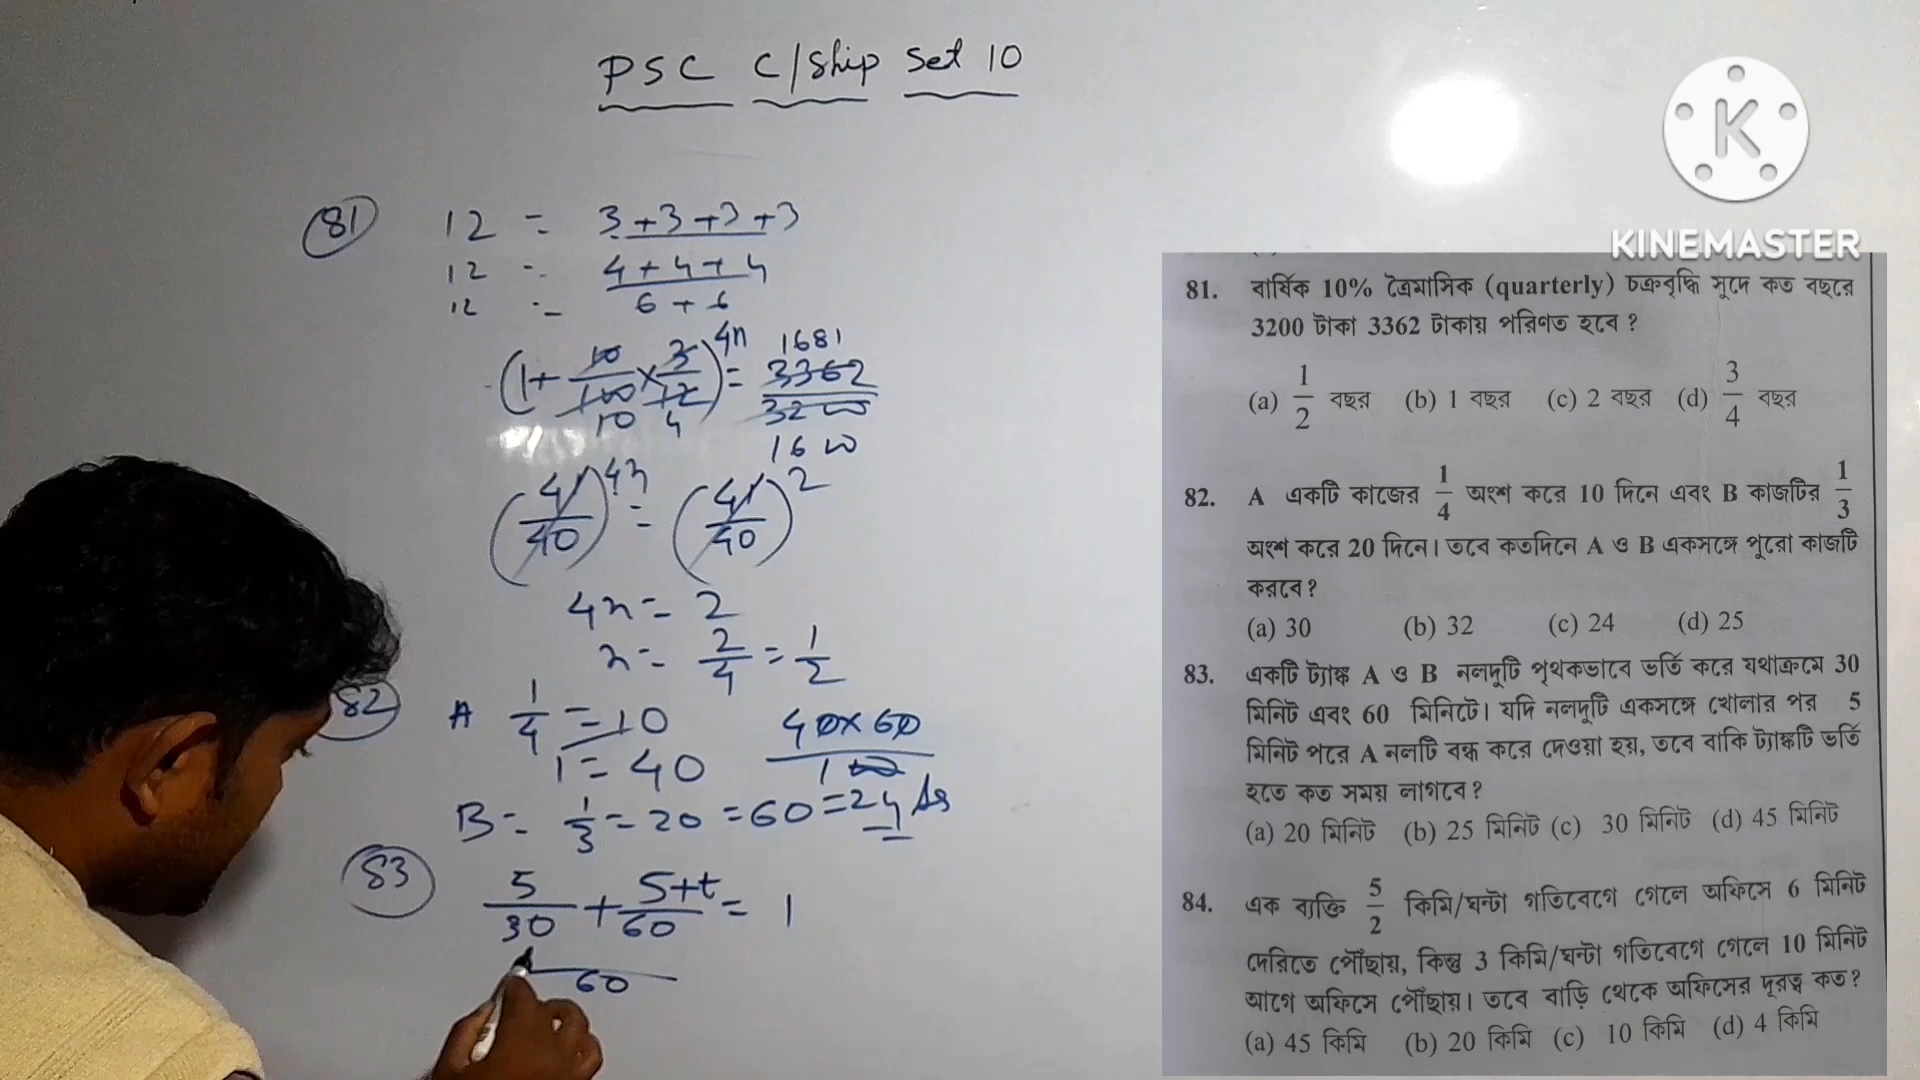 PSC C/Ship Set 10
81 12 = 3+3+3+3
12 = 4+4+4
12 = 6+6
(1+ 10/100 × 3/12)^4n = 3362/3200
10 4 1681
1600
(41/40)^4n = (41/40)^2
4n = 2
n = 2/4 = 1/2
82 A 1/4 = 10 40×60
1 = 40 100
B = 1/3 = 20 = 60 = 24 As
83 5/30 + 5+t/60 = 1
60
K
KINEMASTER
81. বার্ষিক 10% ত্রৈমাসিক (quarterly) চক্রবৃদ্ধি সুদে কত বছরে
3200 টাকা 3362 টাকায় পরিণত হবে ?
(a) 1/2 বছর (b) 1 বছর (c) 2 বছর (d) 3/4 বছর
82. A একটি কাজের 1/4 অংশ করে 10 দিনে এবং B কাজটির 1/3
অংশ করে 20 দিনে। তবে কতদিনে A ও B একসঙ্গে পুরো কাজটি
করবে ?
(a) 30 (b) 32 (c) 24 (d) 25
83. একটি ট্যাঙ্ক A ও B নলদুটি পৃথকভাবে ভর্তি করে যথাক্রমে 30
মিনিট এবং 60 মিনিটে। যদি নলদুটি একসঙ্গে খোলার পর 5
মিনিট পরে A নলটি বন্ধ করে দেওয়া হয়, তবে বাকি ট্যাঙ্কটি ভর্তি
হতে কত সময় লাগবে ?
(a) 20 মিনিট (b) 25 মিনিট (c) 30 মিনিট (d) 45 মিনিট
84. এক ব্যক্তি 5/2 কিমি/ঘন্টা গতিবেগে গেলে অফিসে 6 মিনিট
দেরিতে পৌঁছায়, কিন্তু 3 কিমি/ঘন্টা গতিবেগে গেলে 10 মিনিট
আগে অফিসে পৌঁছায়। তবে বাড়ি থেকে অফিসের দূরত্ব কত ?
(a) 45 কিমি (b) 20 কিমি (c) 10 কিমি (d) 4 কিমি